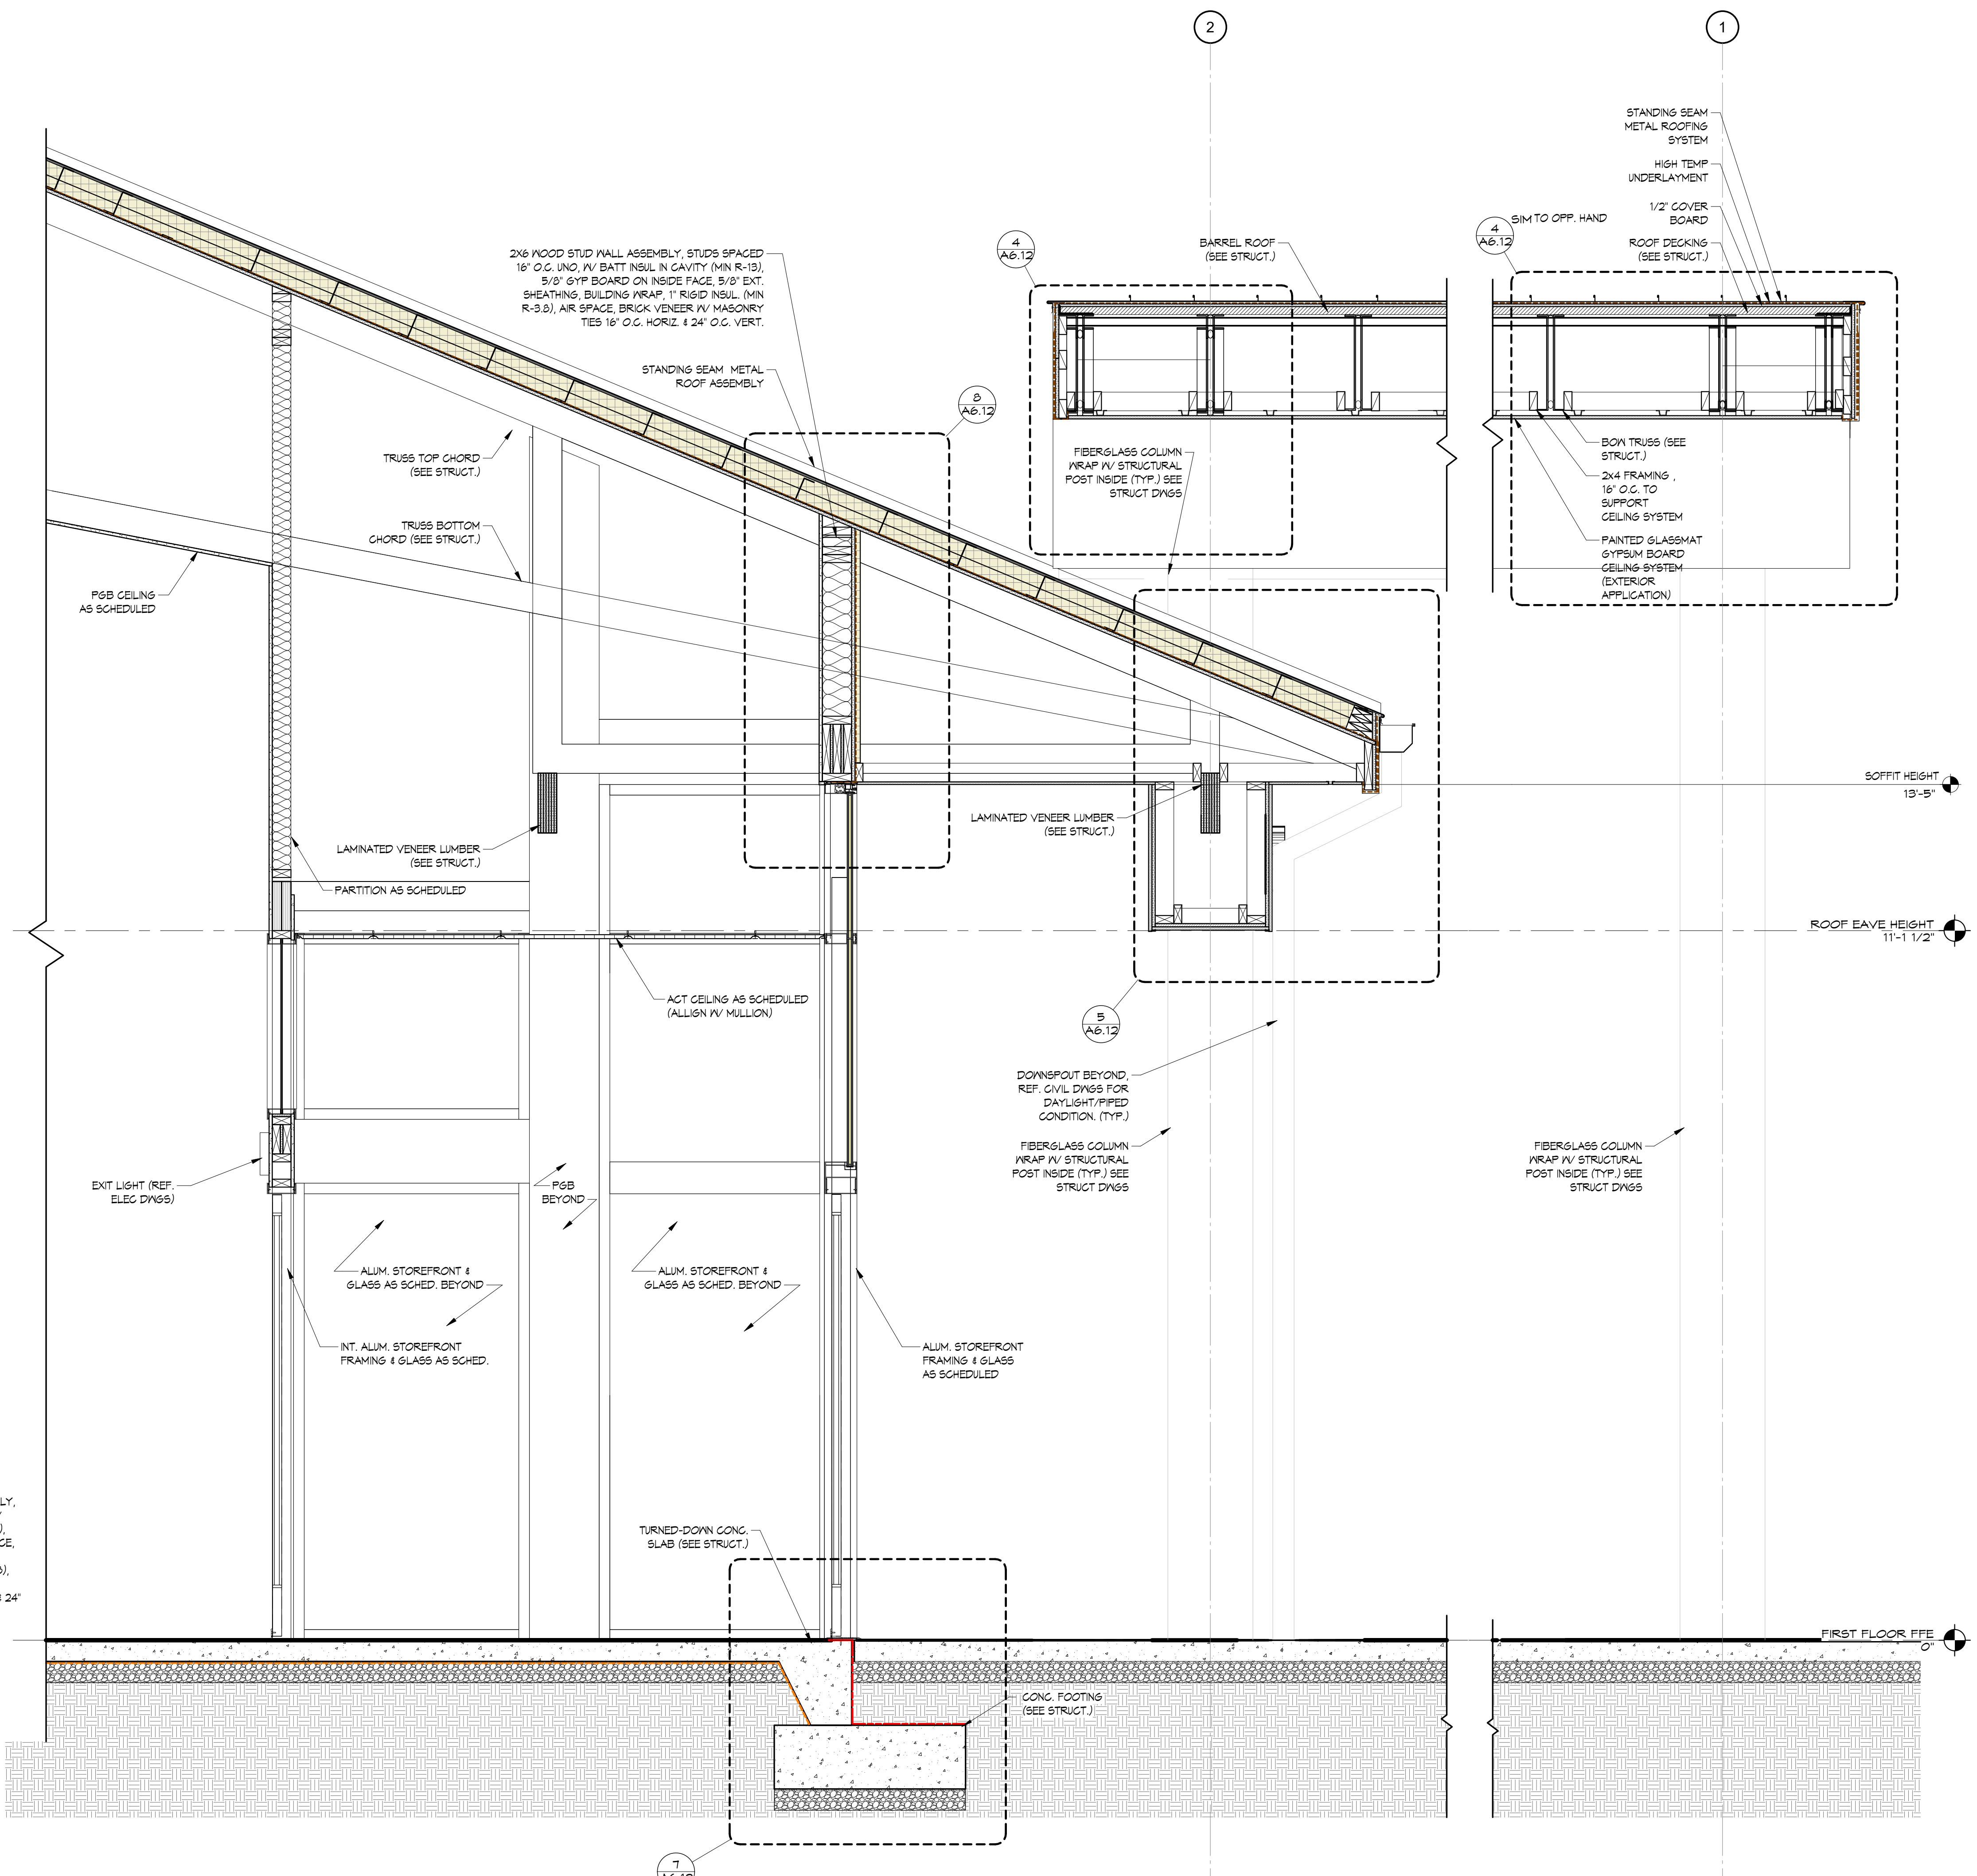 2
1
STANDING SEAM
METAL ROOFING
SYSTEM
HIGH TEMP
UNDERLAYMENT
1/2" COVER
BOARD
ROOF DECKING
(SEE STRUCT.)
4
A6.12
SIM TO OPP. HAND
4
A6.12
BARREL ROOF
(SEE STRUCT.)
2X6 WOOD STUD WALL ASSEMBLY, STUDS SPACED
16" O.C. UNO, W/ BATT INSUL IN CAVITY (MIN R-13),
5/8" GYP BOARD ON INSIDE FACE, 5/8" EXT.
SHEATHING, BUILDING WRAP, 1" RIGID INSUL. (MIN
R-3.8), AIR SPACE, BRICK VENEER W/ MASONRY
TIES 16" O.C. HORIZ. & 24" O.C. VERT.
STANDING SEAM METAL
ROOF ASSEMBLY
8
A6.12
TRUSS TOP CHORD
(SEE STRUCT.)
FIBERGLASS COLUMN
WRAP W/ STRUCTURAL
POST INSIDE (TYP.) SEE
STRUCT DWGS
BOW TRUSS (SEE
STRUCT.)
2x4 FRAMING ,
16" O.C. TO
SUPPORT
CEILING SYSTEM
PAINTED GLASSMAT
GYPSUM BOARD
CEILING SYSTEM
(EXTERIOR
APPLICATION)
TRUSS BOTTOM
CHORD (SEE STRUCT.)
PGB CEILING
AS SCHEDULED
SOFFIT HEIGHT
13'-5"
LAMINATED VENEER LUMBER
(SEE STRUCT.)
LAMINATED VENEER LUMBER
(SEE STRUCT.)
PARTITION AS SCHEDULED
ROOF EAVE HEIGHT
11'-1 1/2"
ACT CEILING AS SCHEDULED
(ALLIGN W/ MULLION)
5
A6.12
DOWNSPOUT BEYOND,
REF. CIVIL DWGS FOR
DAYLIGHT/PIPED
CONDITION. (TYP.)
FIBERGLASS COLUMN
WRAP W/ STRUCTURAL
POST INSIDE (TYP.) SEE
STRUCT DWGS
FIBERGLASS COLUMN
WRAP W/ STRUCTURAL
POST INSIDE (TYP.) SEE
STRUCT DWGS
EXIT LIGHT (REF.
ELEC DWGS)
PGB
BEYOND
ALUM. STOREFRONT &
GLASS AS SCHED. BEYOND
ALUM. STOREFRONT &
GLASS AS SCHED. BEYOND
INT. ALUM. STOREFRONT
FRAMING & GLASS AS SCHED.
ALUM. STOREFRONT
FRAMING & GLASS
AS SCHEDULED
LY,
),
CE,
),
24"
TURNED-DOWN CONC.
SLAB (SEE STRUCT.)
FIRST FLOOR FFE
0"
CONC. FOOTING
(SEE STRUCT.)
7